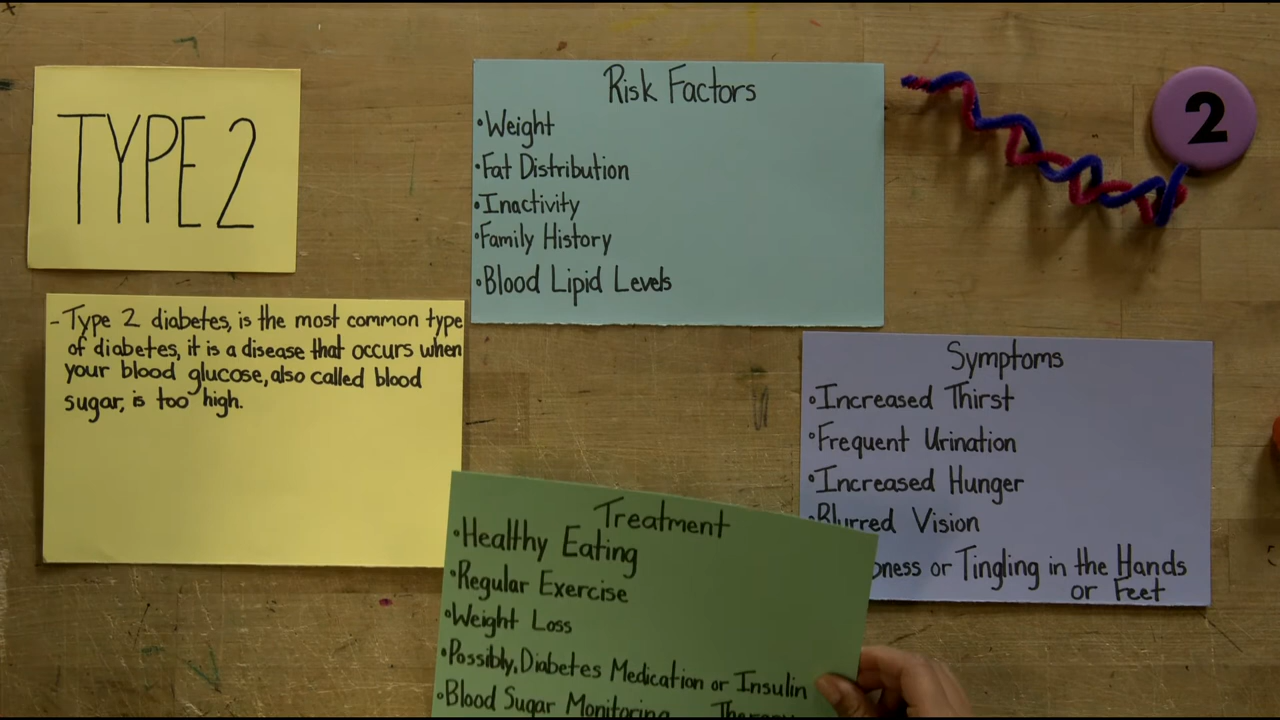 TYPE 2
- Type 2 diabetes, is the most common type
of diabetes, it is a disease that occurs when
your blood glucose, also called blood
sugar, is too high.
Risk Factors
•Weight
•Fat Distribution
•Inactivity
•Family History
•Blood Lipid Levels
2
Symptoms
•Increased Thirst
•Frequent Urination
•Increased Hunger
•Blurred Vision
or Tingling in the Hands
or Feet
Treatment
•Healthy Eating
•Regular Exercise
•Weight Loss
•Possibly, Diabetes Medication or Insulin
•Blood Sugar Monitoring Therapy